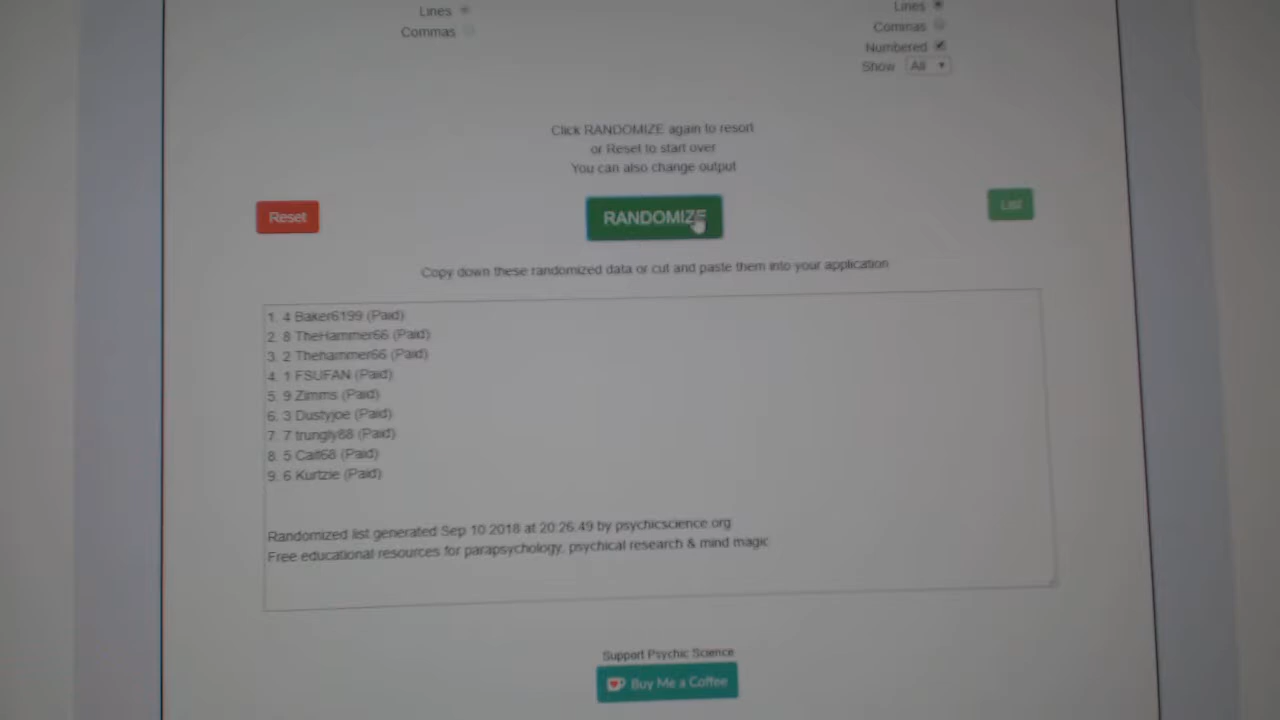 Lines
Commas
Lines
Commas
Numbered
Show All
Click RANDOMIZE again to resort
or Reset to start over
You can also change output
Reset
RANDOMIZE
List
Copy down these randomized data or cut and paste them into your application
1. 4 Baker6199 (Paid)
2. 8 TheHammer66 (Paid)
3. 2 Thehammer66 (Paid)
4. 1 FSUFAN (Paid)
5. 9 Zimms (Paid)
6. 3 Dustyjoe (Paid)
7. 7 trungly88 (Paid)
8. 5 (Paid)
9. 6 Kurtzie (Paid)
Randomized list generated Sep 10 2018 at 20:26:49 by psychicscience.org
Free educational resources for parapsychology, psychical research & mind magic
Support Psychic Science
Buy Me a Coffee